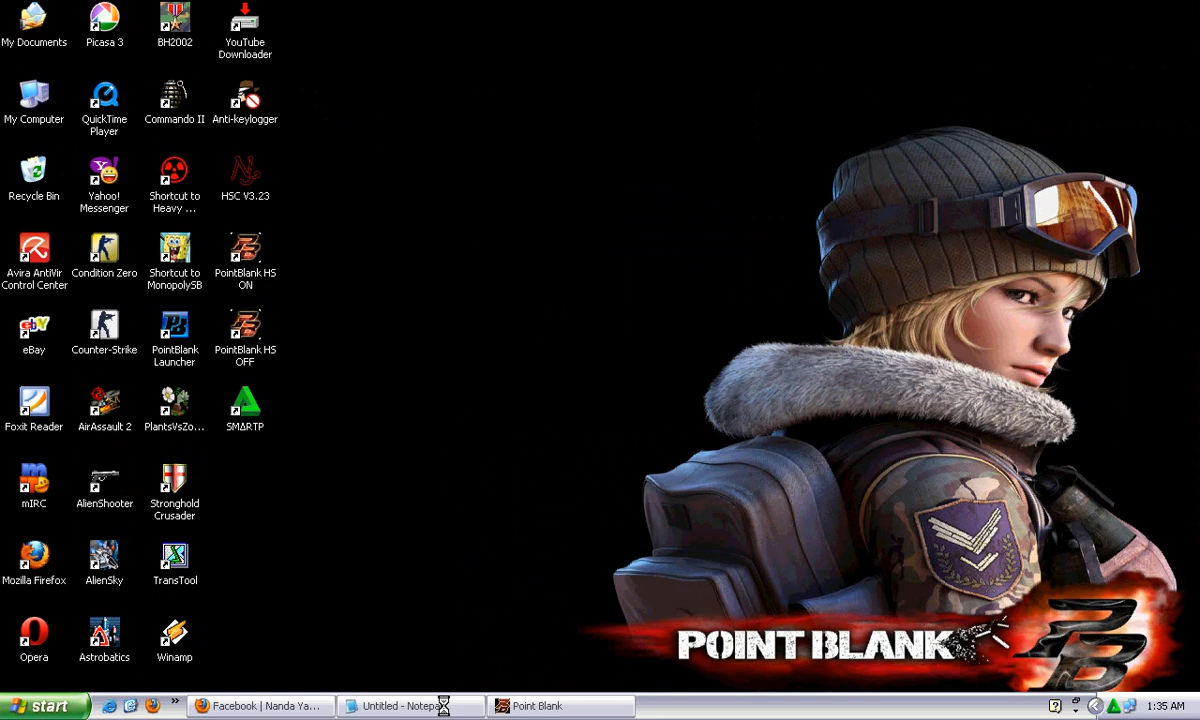 My Documents
Picasa 3
BH2002
YouTube
Downloader
My Computer
QuickTime
Player
Commando II
Anti-keylogger
Recycle Bin
Yahoo!
Messenger
Shortcut to
Heavy ...
HSC V3.23
Avira AntiVir
Control Center
Condition Zero
Shortcut to
MonopolySB
PointBlank HS
ON
eBay
Counter-Strike
PointBlank
Launcher
PointBlank HS
OFF
Foxit Reader
AirAssault 2
PlantsVsZo...
SMΔRTP
mIRC
AlienShooter
Stronghold
Crusader
Mozilla Firefox
AlienSky
TransTool
Opera
Astrobatics
Winamp
POINT BLANK
PB
start
Facebook | Nanda Ya...
Untitled - Notepad
Point Blank
1:35 AM